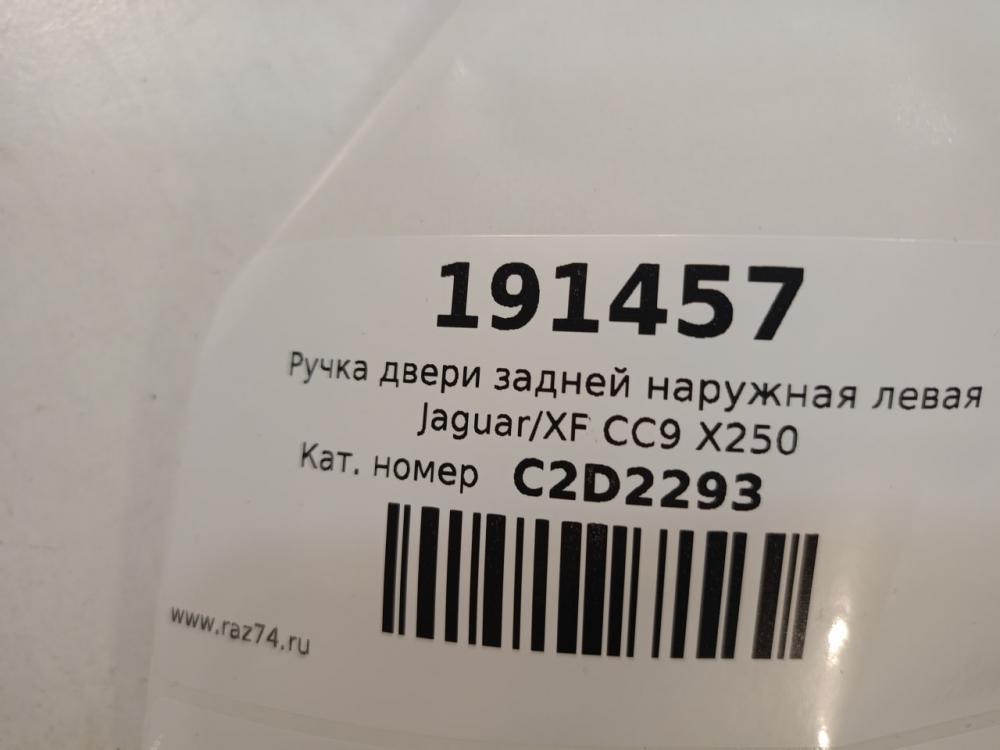 191457
Ручка двери задней наружная левая
Jaguar/XF CC9 X250
Кат. номер C2D2293
www.raz74.ru